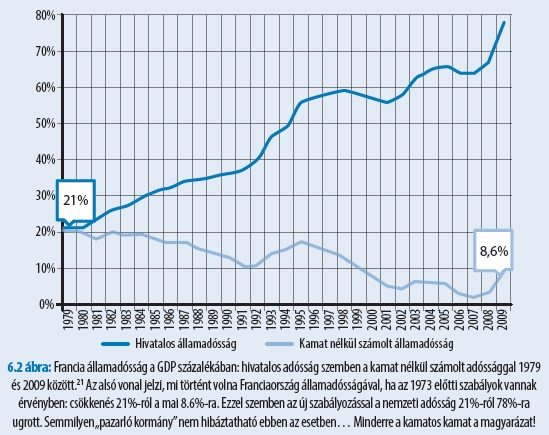 80%
70%
60%
50%
40%
30%
20%
10%
0%
21%
8,6%
1979 1980 1981 1982 1983 1984 1985 1986 1987 1988 1989 1990 1991 1992 1993 1994 1995 1996 1997 1998 1999 2000 2001 2002 2003 2004 2005 2006 2007 2008 2009
Hivatalos államadósság Kamat nélkül számolt államadósság
6.2 ábra: Francia államadósság a GDP százalékában: hivatalos adósság szemben a kamat nélkül számolt adóssággal 1979
és 2009 között.21 Az alsó vonal jelzi, mi történt volna Franciaország államadósságával, ha az 1973 előtti szabályok vannak
érvényben: csökkenés 21%-ról a mai 8.6%-ra. Ezzel szemben az új szabályozással a nemzeti adósság 21%-ról 78%-ra
ugrott. Semmilyen „pazarló kormány” nem hibáztatható ebben az esetben… Minderre a kamatos kamat a magyarázat!